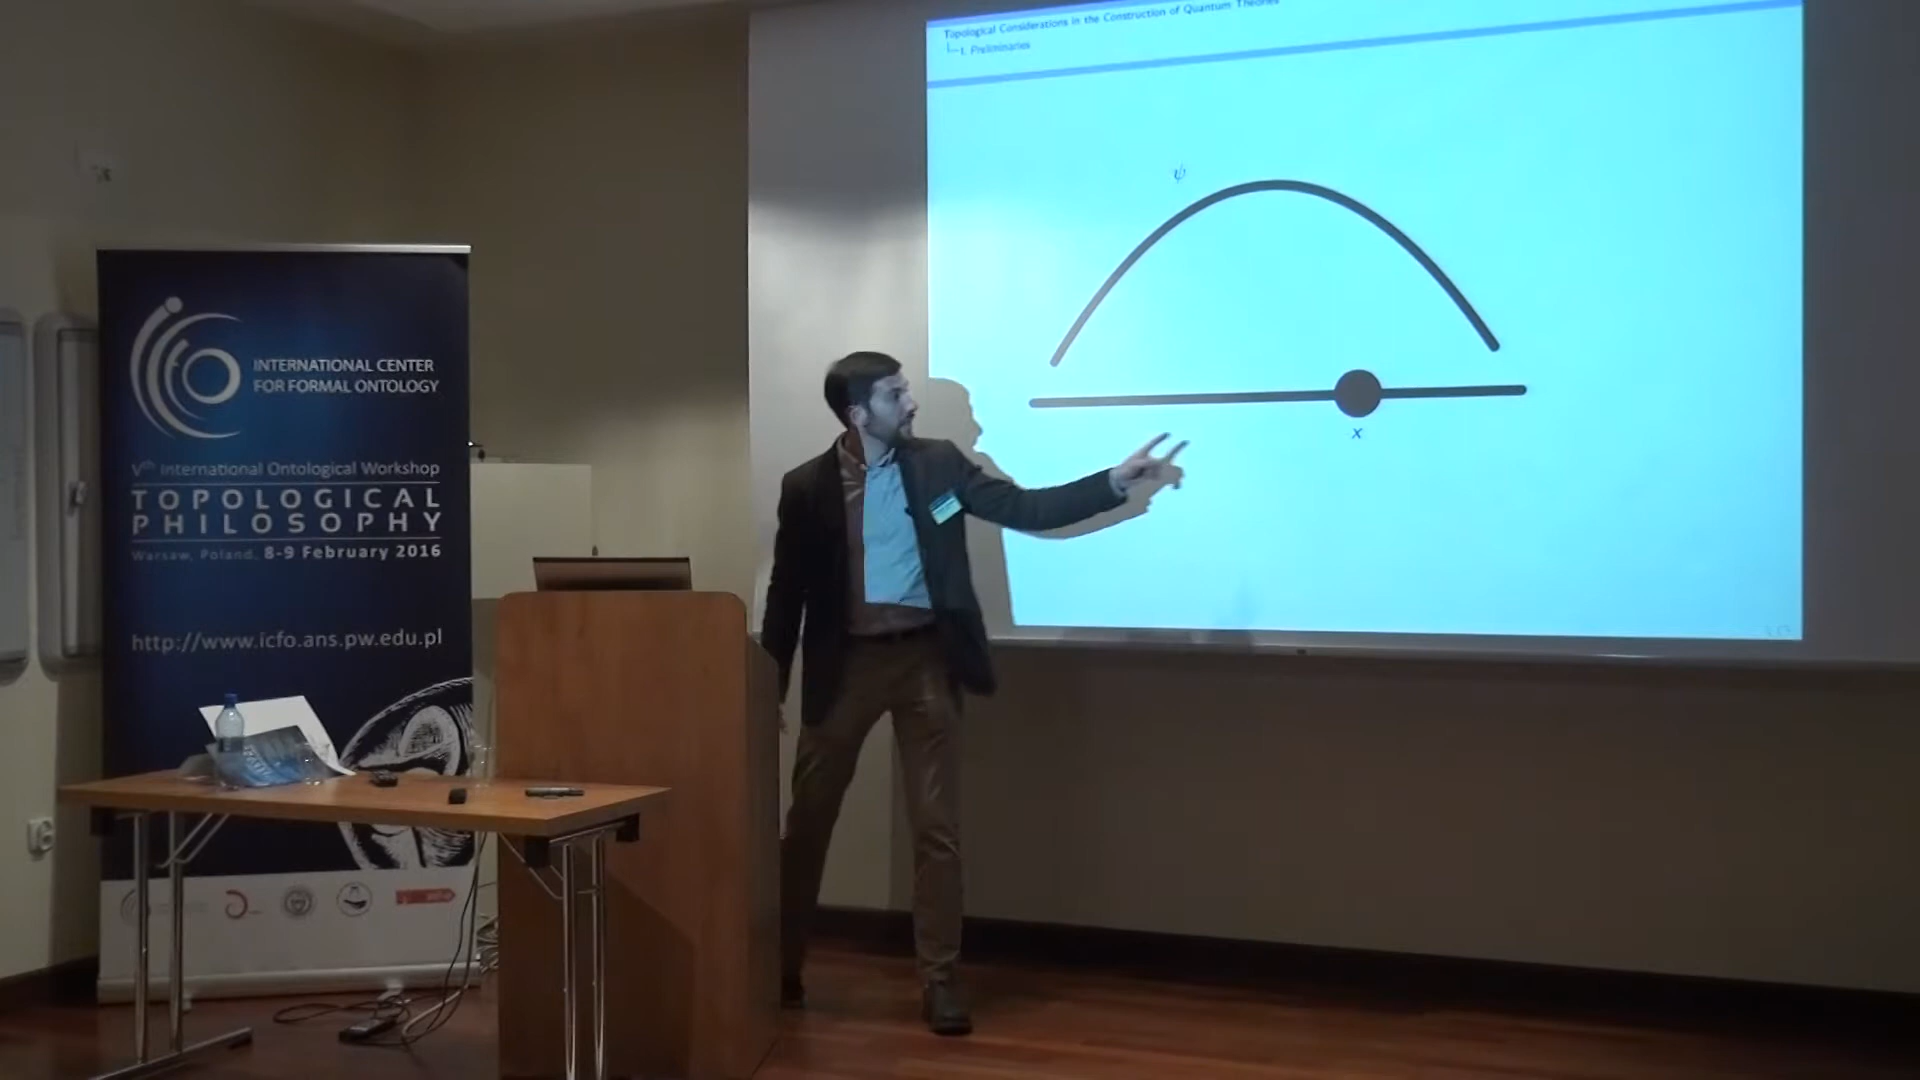 INTERNATIONAL CENTER
FOR FORMAL ONTOLOGY
Vth International Ontological Workshop
TOPOLOGICAL
PHILOSOPHY
Warsaw, Poland, 8-9 February 2016
http://www.icfo.ans.pw.edu.pl
Topological Considerations in the Construction of Quantum Theories
I. Preliminaries
ψ
x